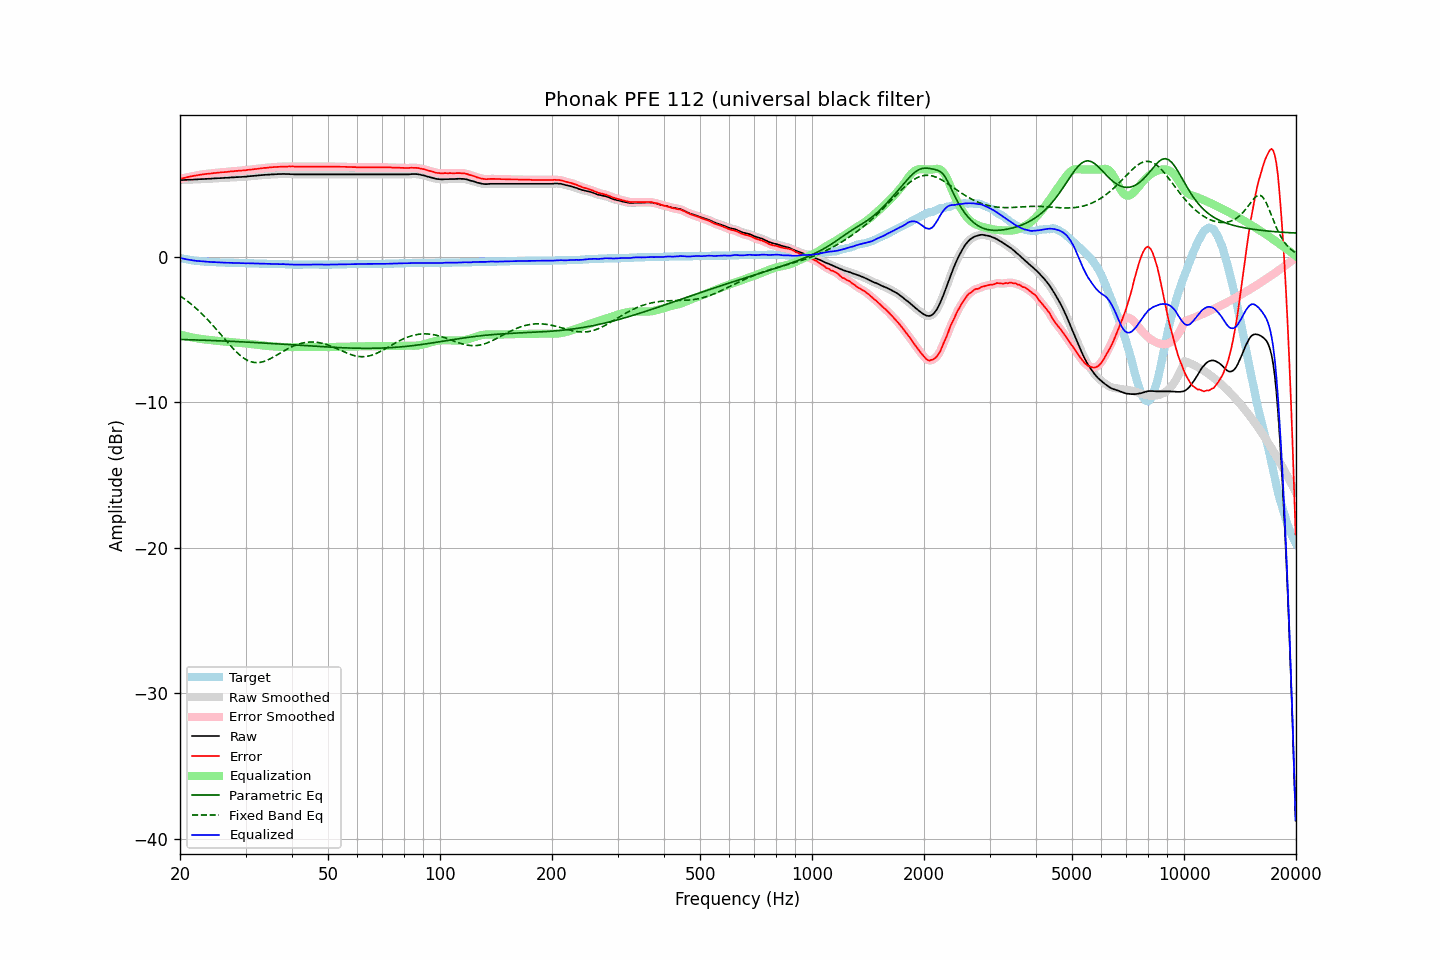 Phonak PFE 112 (universal black filter)
Amplitude (dBr)
0
−10
−20
−30
−40
Target
Raw Smoothed
Error Smoothed
Raw
Error
Equalization
Parametric Eq
Fixed Band Eq
Equalized
20 50 100 200 500 1000 2000 5000 10000 20000
Frequency (Hz)